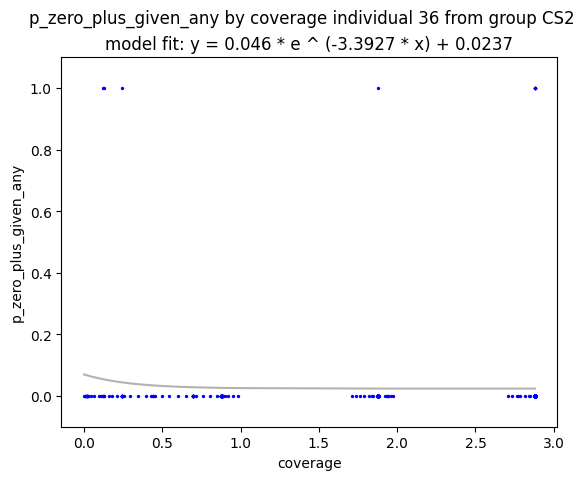 p_zero_plus_given_any by coverage individual 36 from group CS2
model fit: y = 0.046 * e ^ (-3.3927 * x) + 0.0237
1.0
0.8
0.6
0.4
0.2
0.0
p_zero_plus_given_any
0.0 0.5 1.0 1.5 2.0 2.5 3.0
coverage